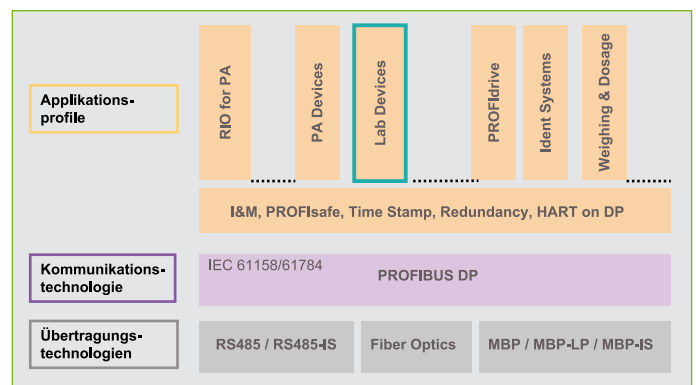 Applikations-
profile
RIO for PA
PA Devices
Lab Devices
PROFIdrive
Ident Systems
Weighing & Dosage
I&M, PROFIsafe, Time Stamp, Redundancy, HART on DP
Kommunikations-
technologie
IEC 61158/61784
PROFIBUS DP
Übertragungs-
technologien
RS485 / RS485-IS
Fiber Optics
MBP / MBP-LP / MBP-IS